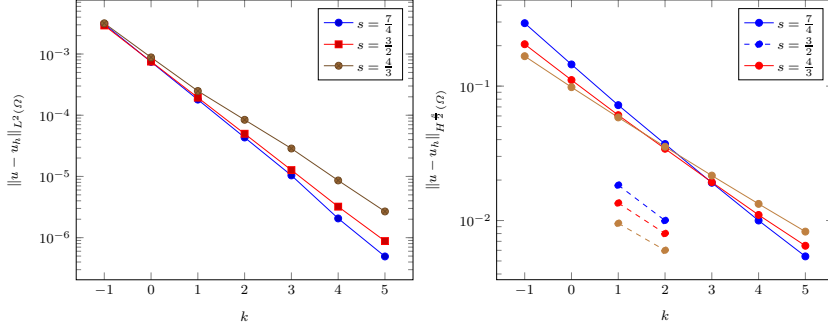 10^{-3}
10^{-4}
10^{-5}
10^{-6}
‖u − u_h‖_{L^2(Ω)}
−1 0 1 2 3 4 5
k
s = 7/4
s = 3/2
s = 4/3
10^{-1}
10^{-2}
‖u − u_h‖_{H^{s/2}(Ω)}
−1 0 1 2 3 4 5
k
s = 7/4
s = 3/2
s = 4/3